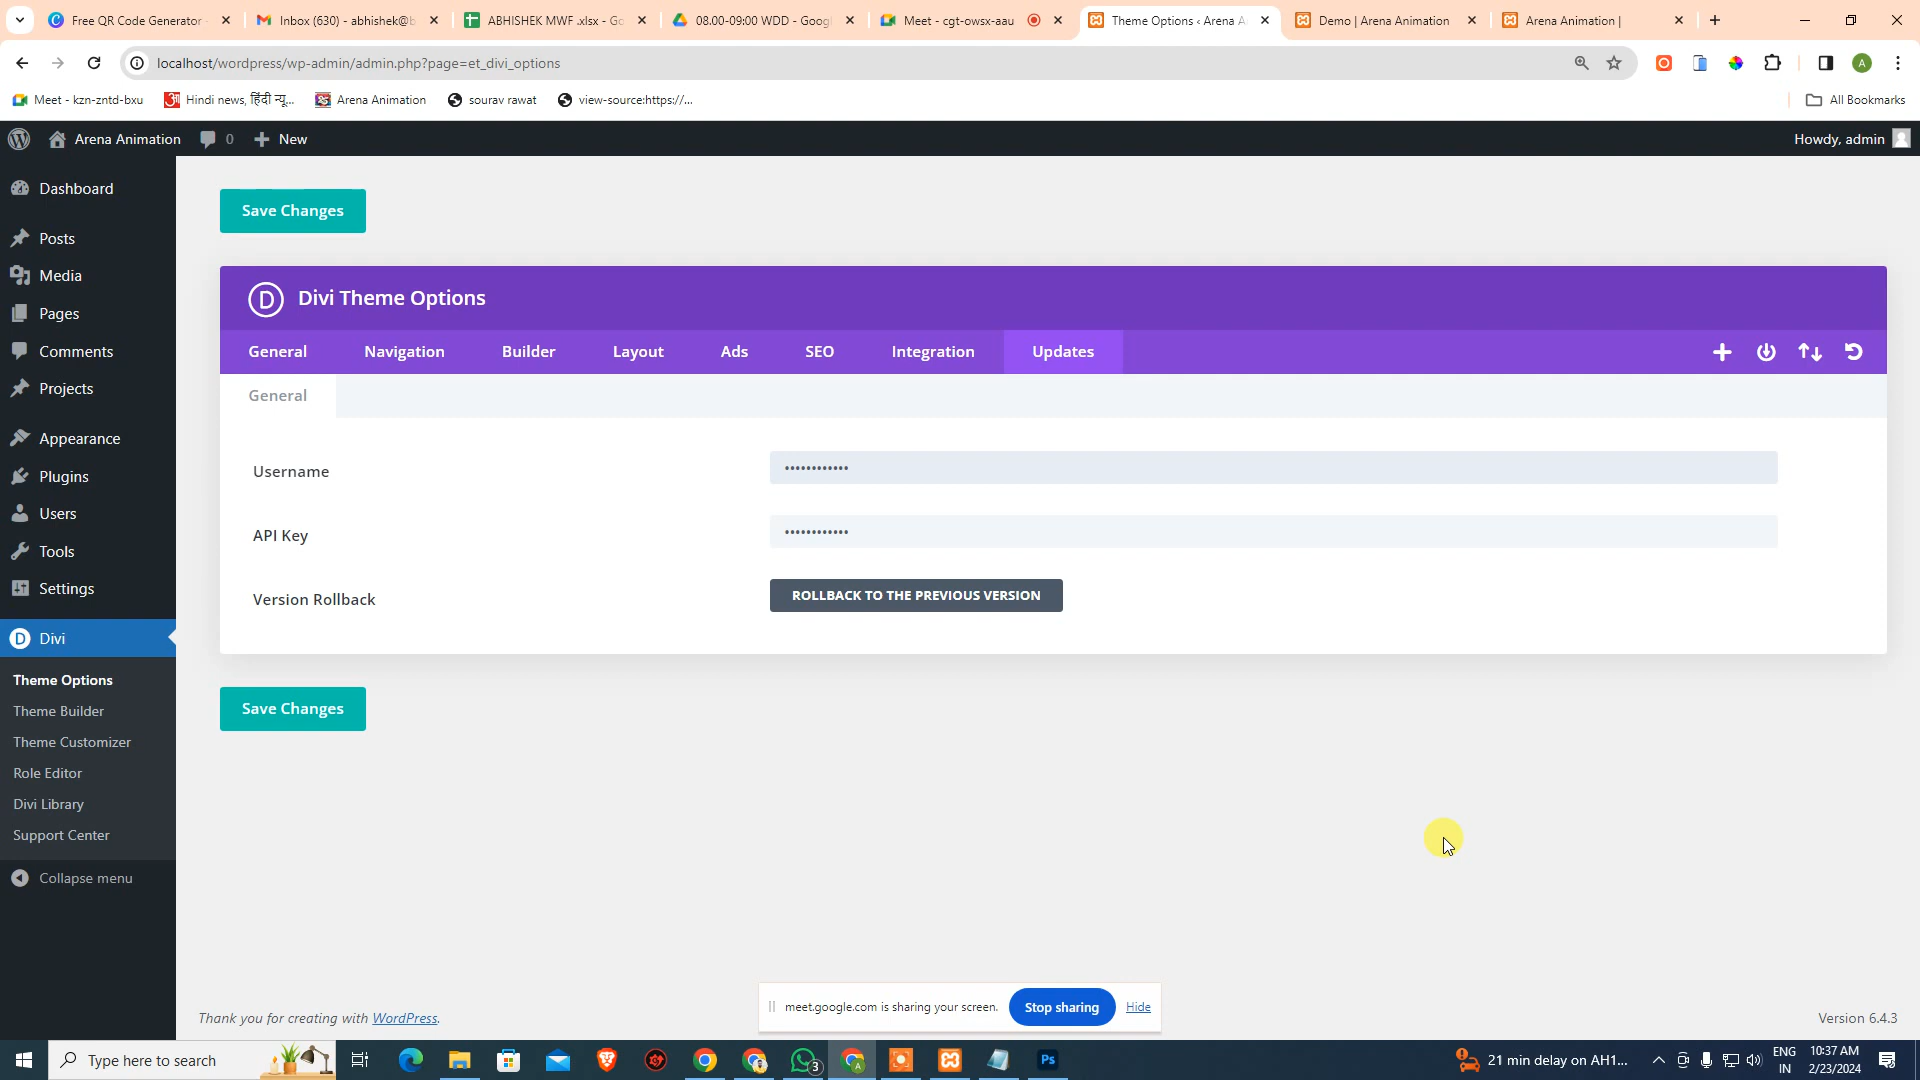 Free QR Code Generator
Inbox (630) - abhishek@b
ABHISHEK MWF .xlsx - Go
08.00-09:00 WDD - Googl
Meet - cgt-owsx-aau
Theme Options ‹ Arena A
Demo | Arena Animation
Arena Animation |
localhost/wordpress/wp-admin/admin.php?page=et_divi_options
A
Meet - kzn-zntd-bxu
Hindi news, हिंदी न्यू...
Arena Animation
sourav rawat
view-source:https://...
All Bookmarks
Arena Animation
0
New
Howdy, admin
Dashboard
Posts
Media
Pages
Comments
Projects
Appearance
Plugins
Users
Tools
Settings
D
Divi
Theme Options
Theme Builder
Theme Customizer
Role Editor
Divi Library
Support Center
Collapse menu
Save Changes
D
Divi Theme Options
General
Navigation
Builder
Layout
Ads
SEO
Integration
Updates
General
Username
••••••••••••
API Key
••••••••••••
Version Rollback
ROLLBACK TO THE PREVIOUS VERSION
Save Changes
Thank you for creating with WordPress.
Version 6.4.3
meet.google.com is sharing your screen.
Stop sharing
Hide
Type here to search
3
A
Ps
21 min delay on AH1...
ENG
IN
10:37 AM
2/23/2024